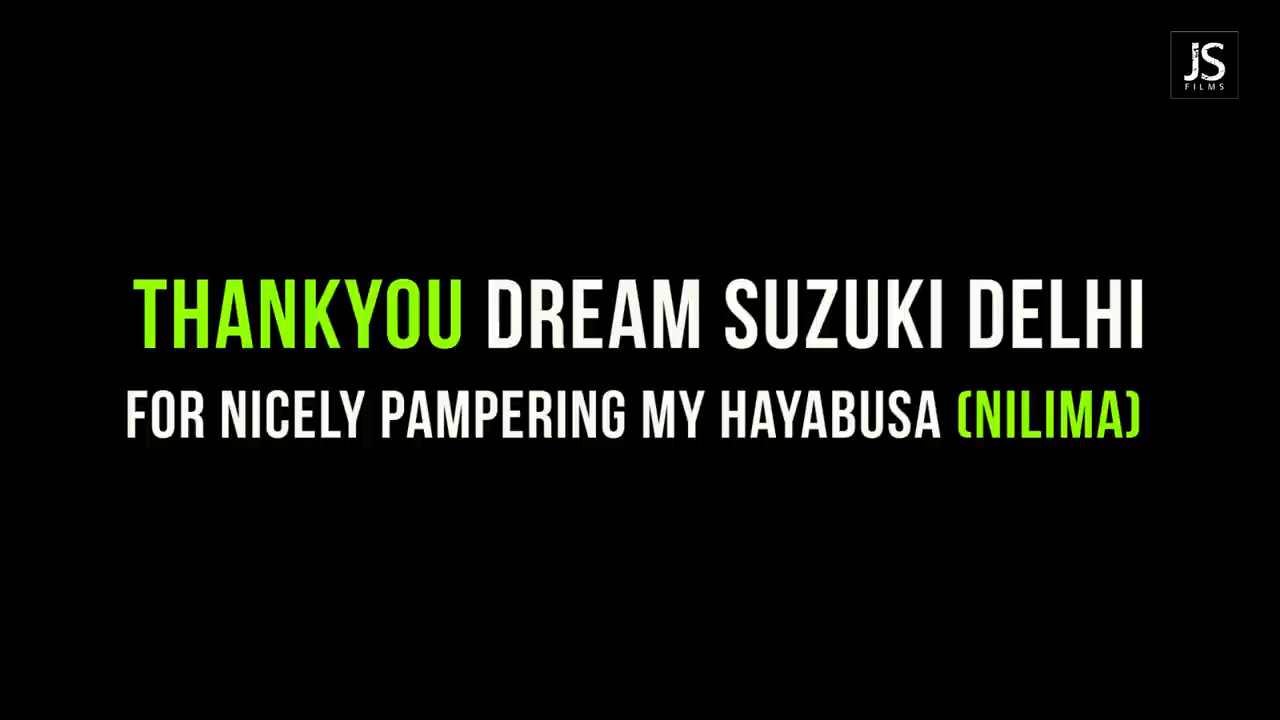 JS
FILMS
THANKYOU DREAM SUZUKI DELHI
FOR NICELY PAMPERING MY HAYABUSA (NILIMA)